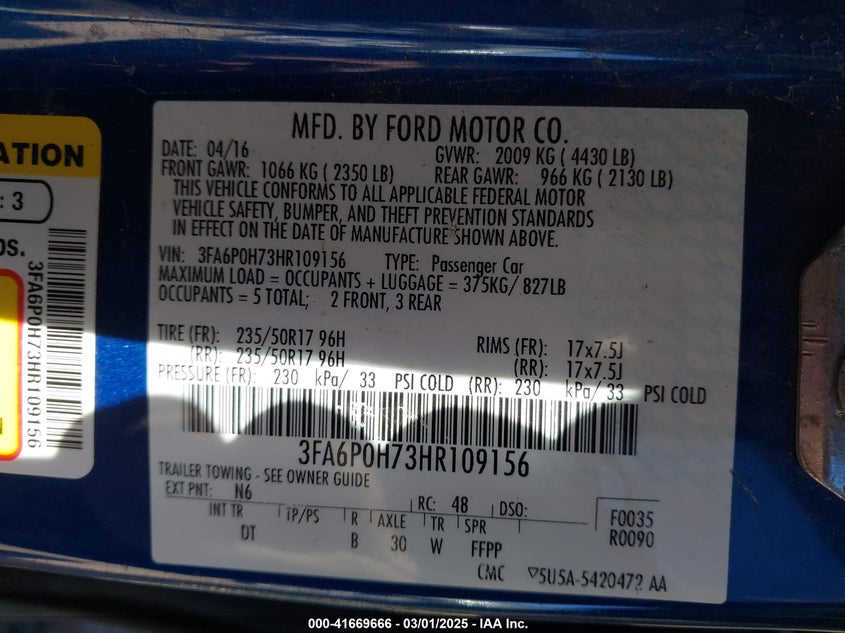 ATION
: 3
DS.
3FA6P0H73HR109156
MFD. BY FORD MOTOR CO.
DATE: 04/16 GVWR: 2009 KG ( 4430 LB)
FRONT GAWR: 1066 KG ( 2350 LB) REAR GAWR: 966 KG ( 2130 LB)
THIS VEHICLE CONFORMS TO ALL APPLICABLE FEDERAL MOTOR
VEHICLE SAFETY, BUMPER, AND THEFT PREVENTION STANDARDS
IN EFFECT ON THE DATE OF MANUFACTURE SHOWN ABOVE.
VIN: 3FA6P0H73HR109156 TYPE: Passenger Car
MAXIMUM LOAD = OCCUPANTS + LUGGAGE = 375KG/ 827LB
OCCUPANTS = 5 TOTAL; 2 FRONT, 3 REAR
TIRE (FR): 235/50R17 96H RIMS (FR): 17x7.5J
(RR): 235/50R17 96H (RR): 17x7.5J
PRESSURE (FR): 230 kPa/ 33 PSI COLD (RR): 230 kPa/ 33 PSI COLD
3FA6P0H73HR109156
TRAILER TOWING - SEE OWNER GUIDE
EXT PNT: N6 RC: 48 DSO: F0035
INT TR TP/PS R AXLE TR SPR R0090
DT B 30 W FFPP
CMC ▽5U5A-5420472 AA
000-41669666 - 03/01/2025 - IAA Inc.